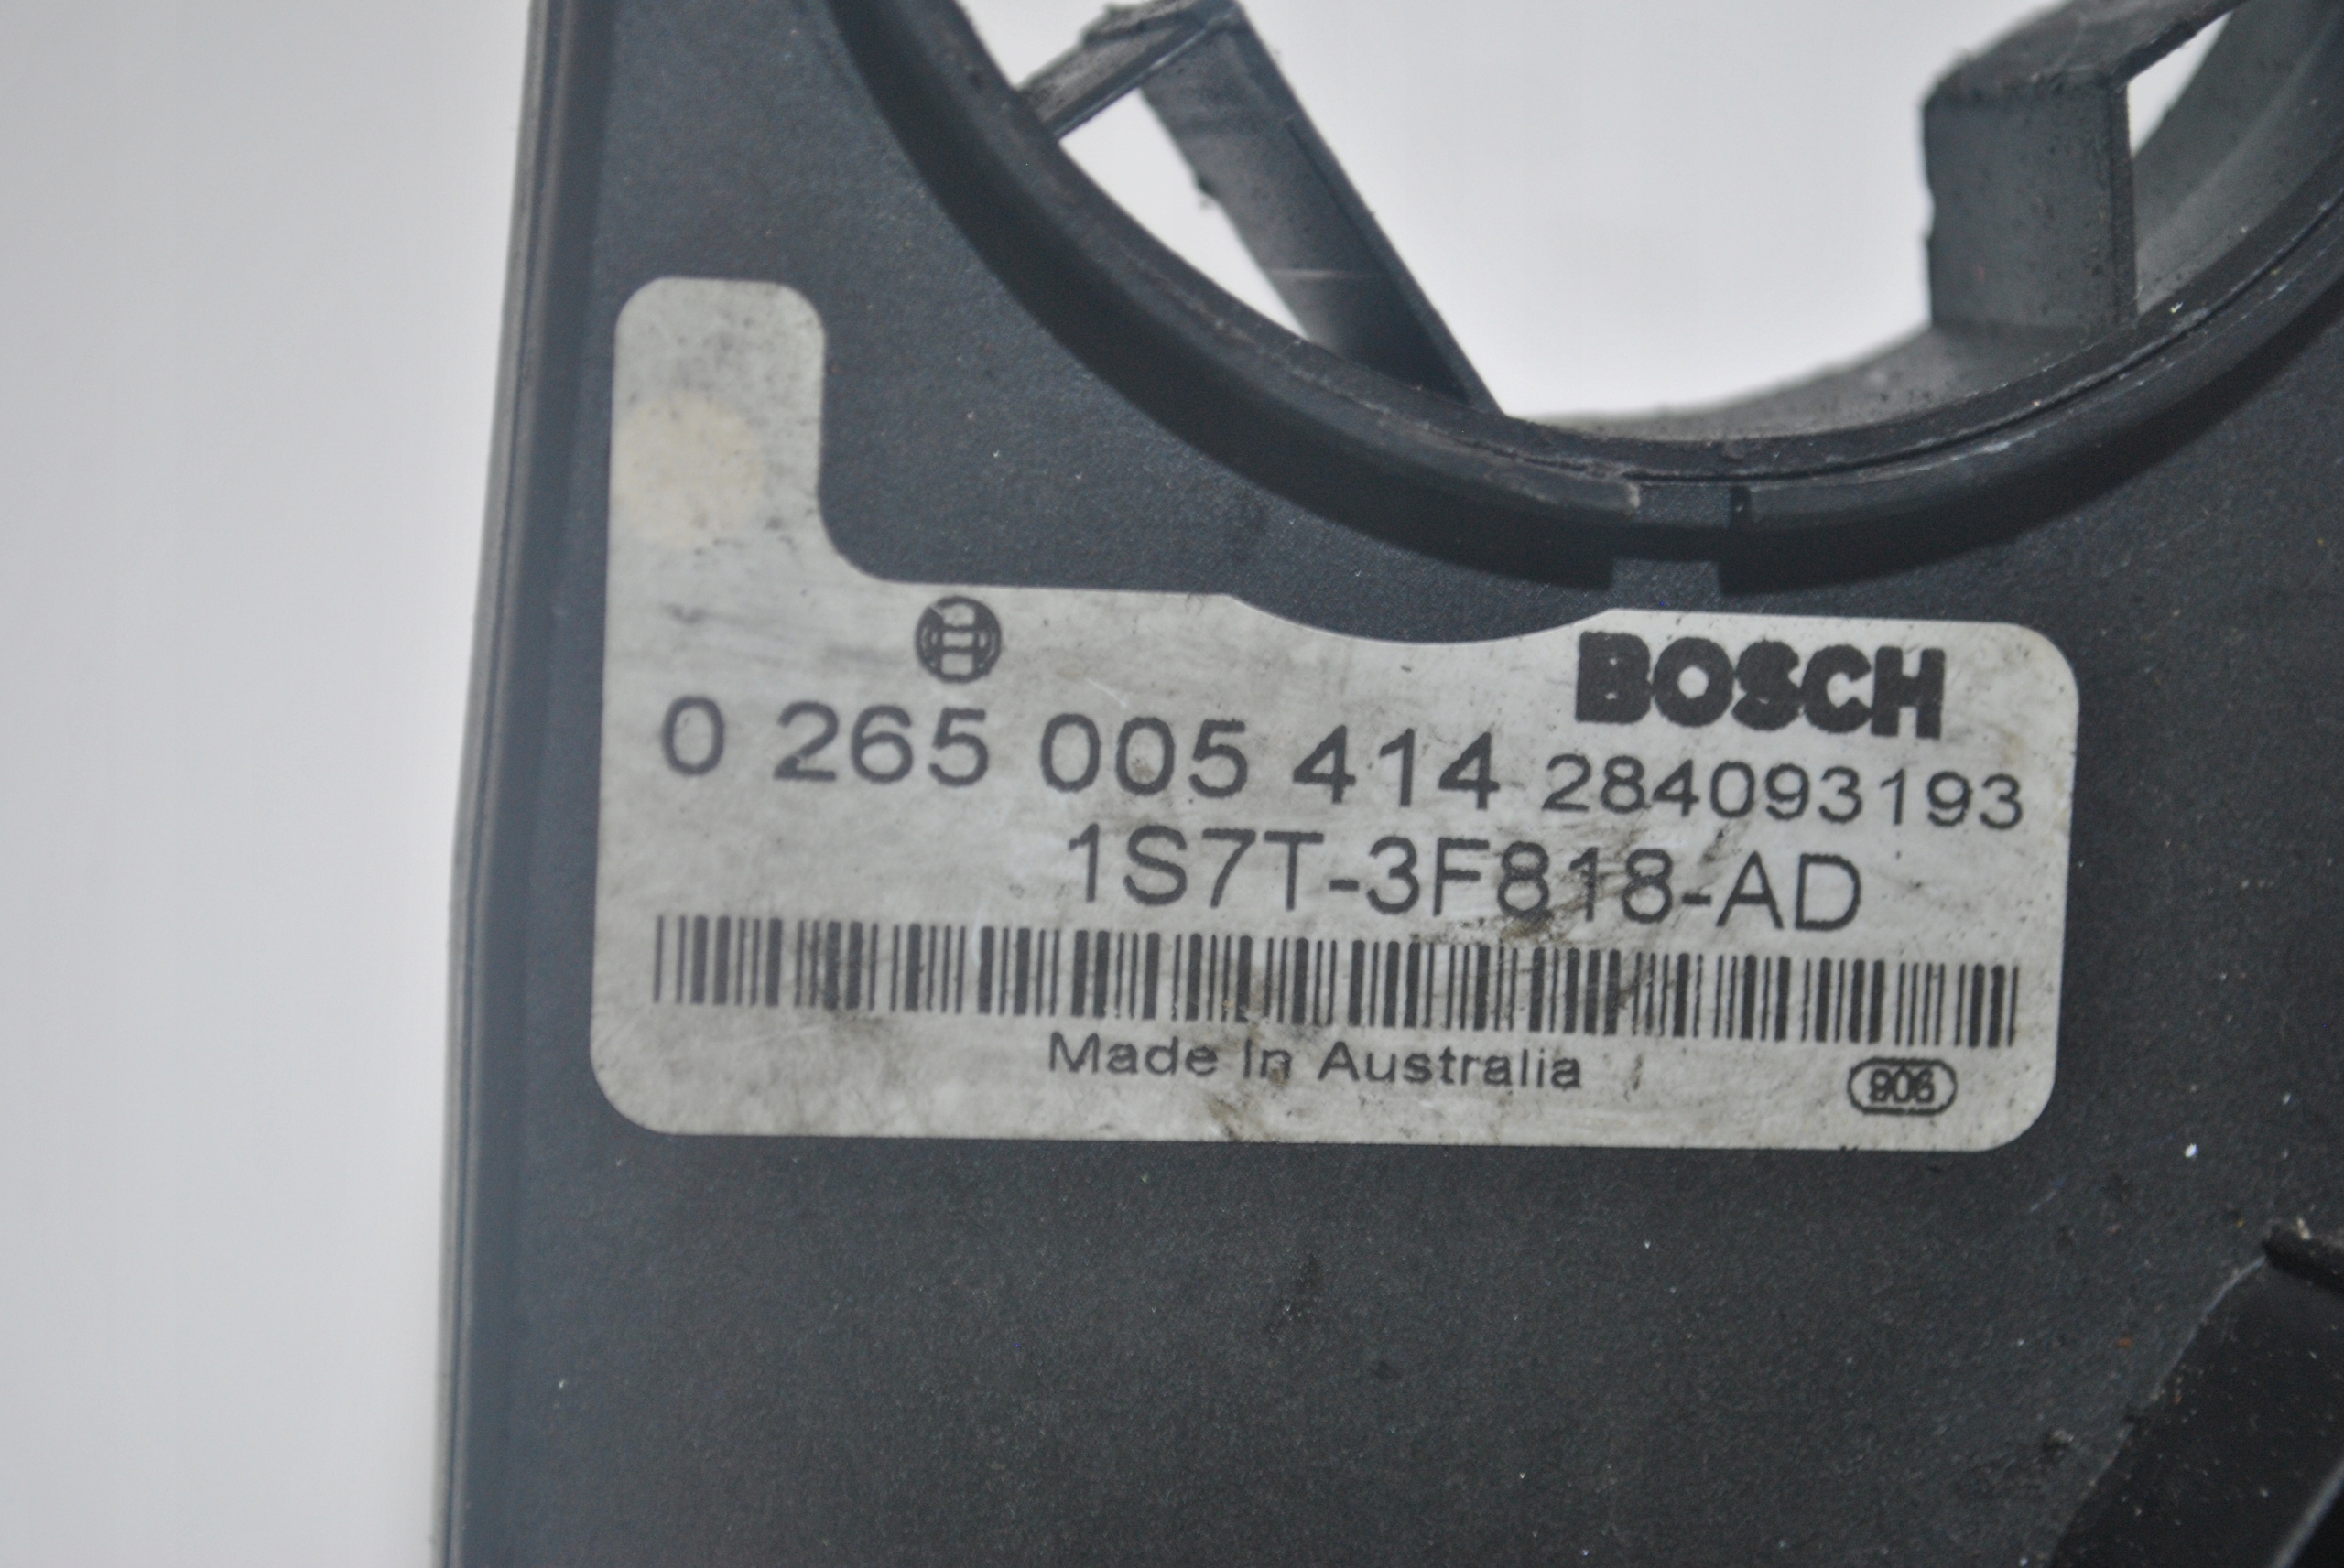 BOSCH
0 265 005 414 284093193
1S7T-3F818-AD
Made In Australia
906